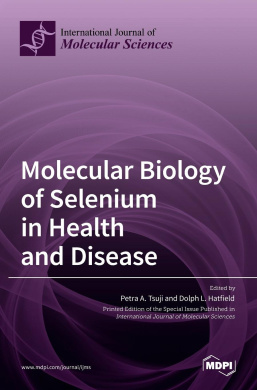 International Journal of
Molecular Sciences
Molecular Biology
of Selenium
in Health
and Disease
Edited by
Petra A. Tsuji and Dolph L. Hatfield
Printed Edition of the Special Issue Published in
International Journal of Molecular Sciences
www.mdpi.com/journal/ijms
MDPI